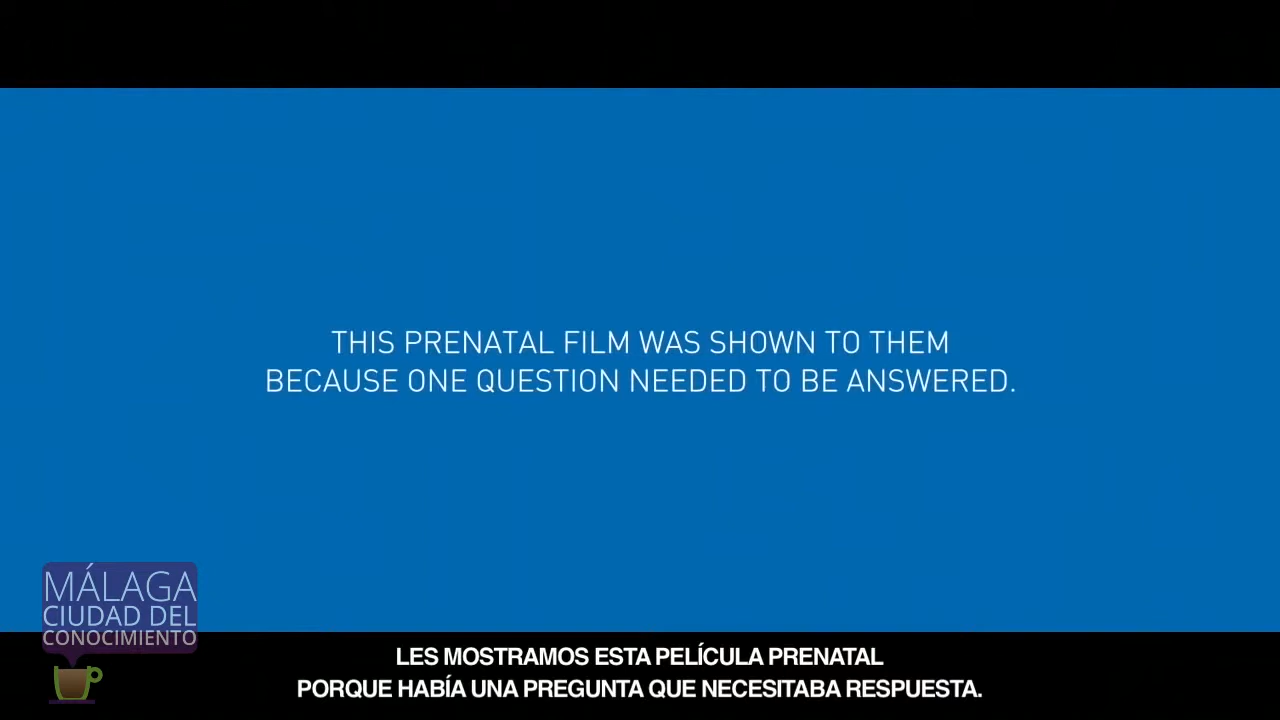 THIS PRENATAL FILM WAS SHOWN TO THEM
BECAUSE ONE QUESTION NEEDED TO BE ANSWERED.
MÁLAGA
CIUDAD DEL
CONOCIMIENTO
LES MOSTRAMOS ESTA PELÍCULA PRENATAL
PORQUE HABÍA UNA PREGUNTA QUE NECESITABA RESPUESTA.